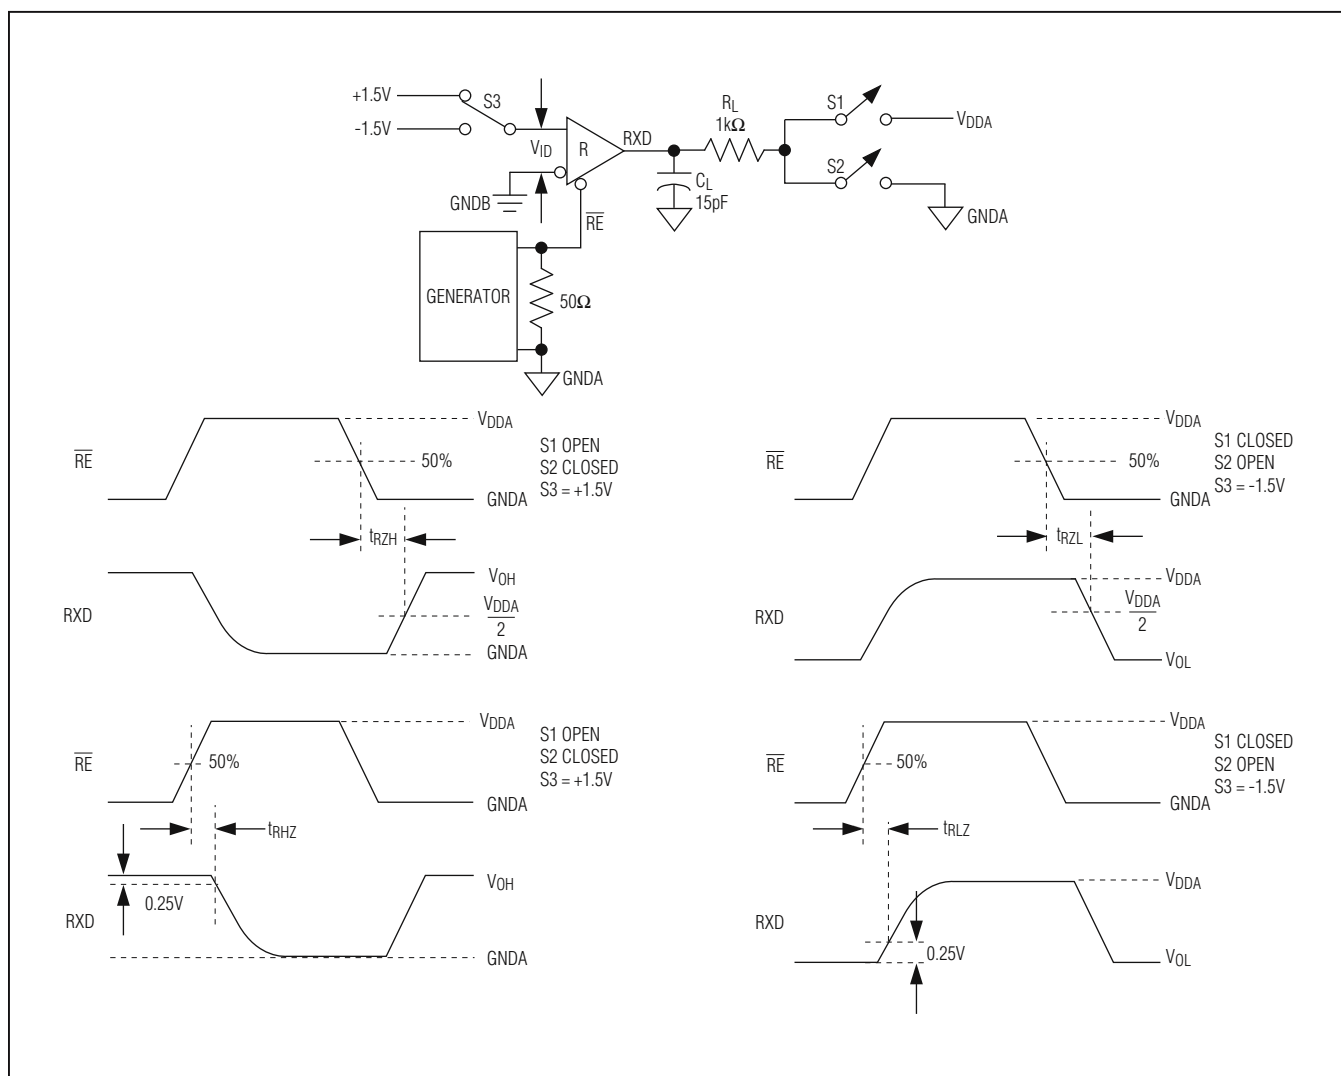 +1.5V
-1.5V
S3
VID
R
RXD
RL
1kΩ
S1
VDDA
S2
CL
15pF
GNDA
GNDB
RE
GENERATOR
50Ω
GNDA
RE
VDDA
50%
GNDA
S1 OPEN
S2 CLOSED
S3 = +1.5V
tRZH
RXD
VOH
VDDA
2
GNDA
RE
VDDA
50%
GNDA
S1 CLOSED
S2 OPEN
S3 = -1.5V
tRZL
RXD
VDDA
VDDA
2
VOL
RE
VDDA
50%
GNDA
S1 OPEN
S2 CLOSED
S3 = +1.5V
tRHZ
RXD
0.25V
VOH
GNDA
RE
VDDA
50%
GNDA
S1 CLOSED
S2 OPEN
S3 = -1.5V
tRLZ
RXD
VDDA
0.25V
VOL